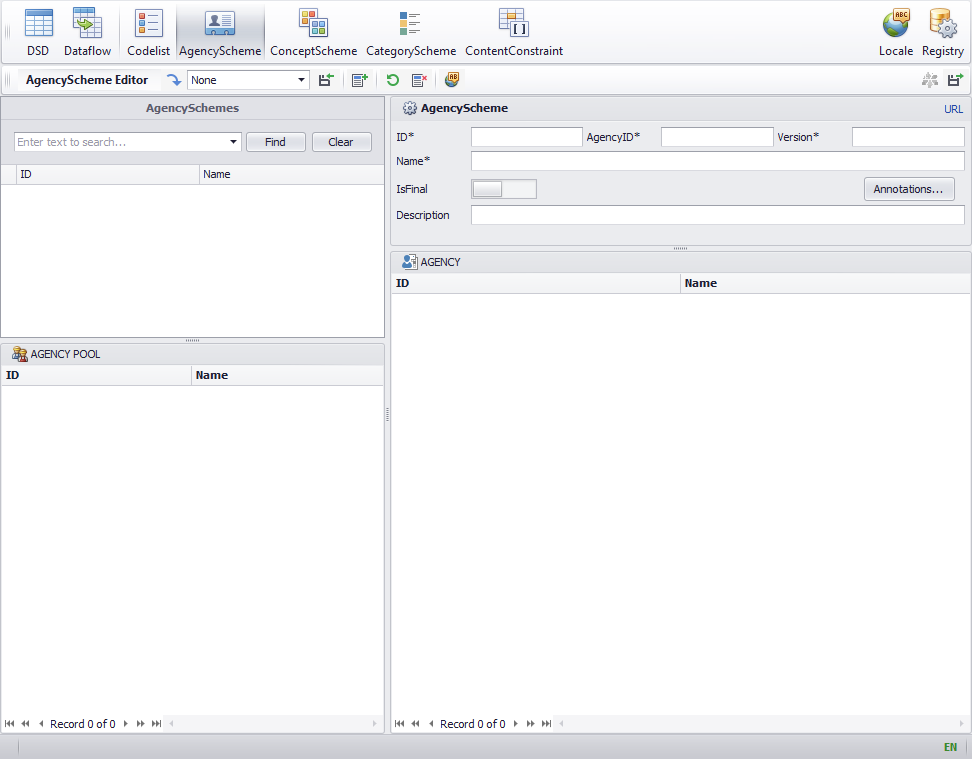 DSD Dataflow Codelist AgencyScheme ConceptScheme CategoryScheme ContentConstraint ABC Locale Registry
AgencyScheme Editor None
AgencySchemes
Enter text to search... Find Clear
ID Name
AGENCY POOL
ID Name
Record 0 of 0
AgencyScheme URL
ID* AgencyID* Version*
Name*
IsFinal Annotations...
Description
AGENCY
ID Name
Record 0 of 0
EN